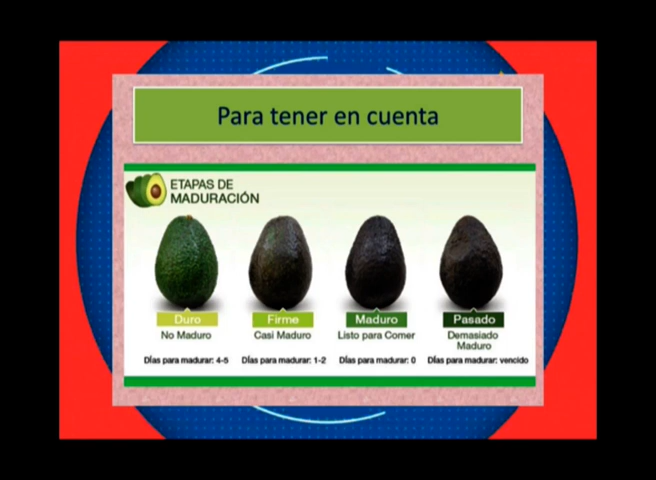 Para tener en cuenta
ETAPAS DE
MADURACIÓN
Duro
Firme
Maduro
Pasado
No Maduro
Casi Maduro
Listo para Comer
Demasiado
Maduro
Días para madurar: 4-5
Días para madurar: 1-2
Días para madurar: 0
Días para madurar: vencido